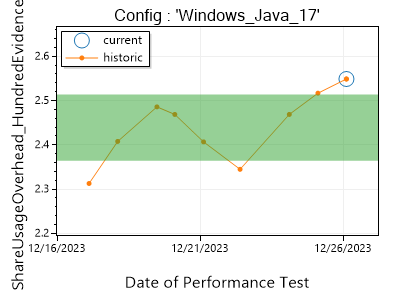 Config : 'Windows_Java_17'
current
historic
ShareUsageOverhead_HundredEvidence
2.6
2.5
2.4
2.3
2.2
12/16/2023 12/21/2023 12/26/2023
Date of Performance Test